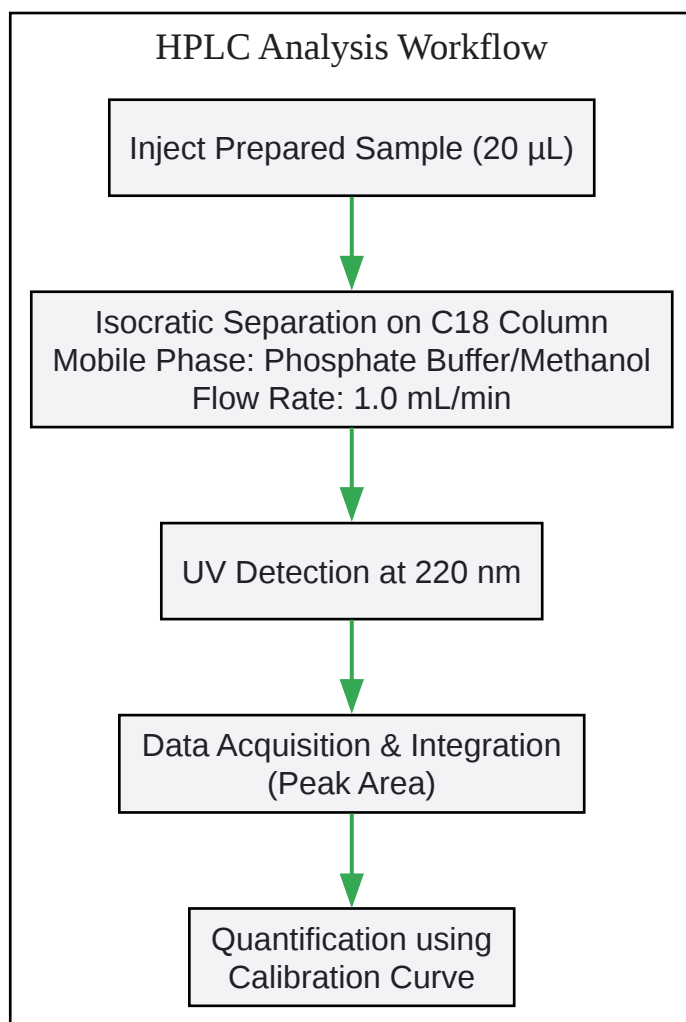 HPLC Analysis Workflow
Inject Prepared Sample (20 µL)
Isocratic Separation on C18 Column
Mobile Phase: Phosphate Buffer/Methanol
Flow Rate: 1.0 mL/min
UV Detection at 220 nm
Data Acquisition & Integration
(Peak Area)
Quantification using
Calibration Curve